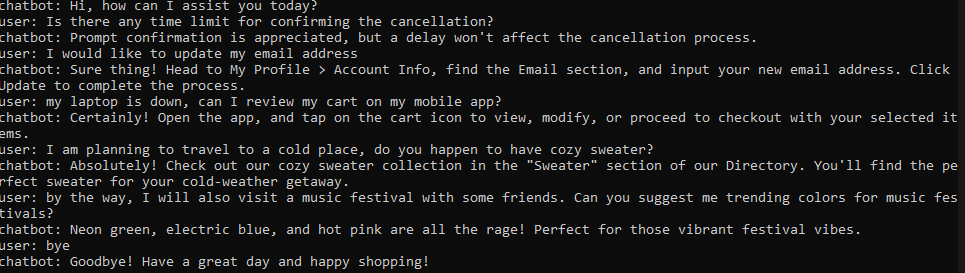 chatbot: Hi, how can I assist you today?
user: Is there any time limit for confirming the cancellation?
chatbot: Prompt confirmation is appreciated, but a delay won't affect the cancellation process.
user: I would like to update my email address
chatbot: Sure thing! Head to My Profile > Account Info, find the Email section, and input your new email address. Click
Update to complete the process.
user: my laptop is down, can I review my cart on my mobile app?
chatbot: Certainly! Open the app, and tap on the cart icon to view, modify, or proceed to checkout with your selected it
ems.
user: I am planning to travel to a cold place, do you happen to have cozy sweater?
chatbot: Absolutely! Check out our cozy sweater collection in the "Sweater" section of our Directory. You'll find the pe
rfect sweater for your cold-weather getaway.
user: by the way, I will also visit a music festival with some friends. Can you suggest me trending colors for music fes
tivals?
chatbot: Neon green, electric blue, and hot pink are all the rage! Perfect for those vibrant festival vibes.
user: bye
chatbot: Goodbye! Have a great day and happy shopping!